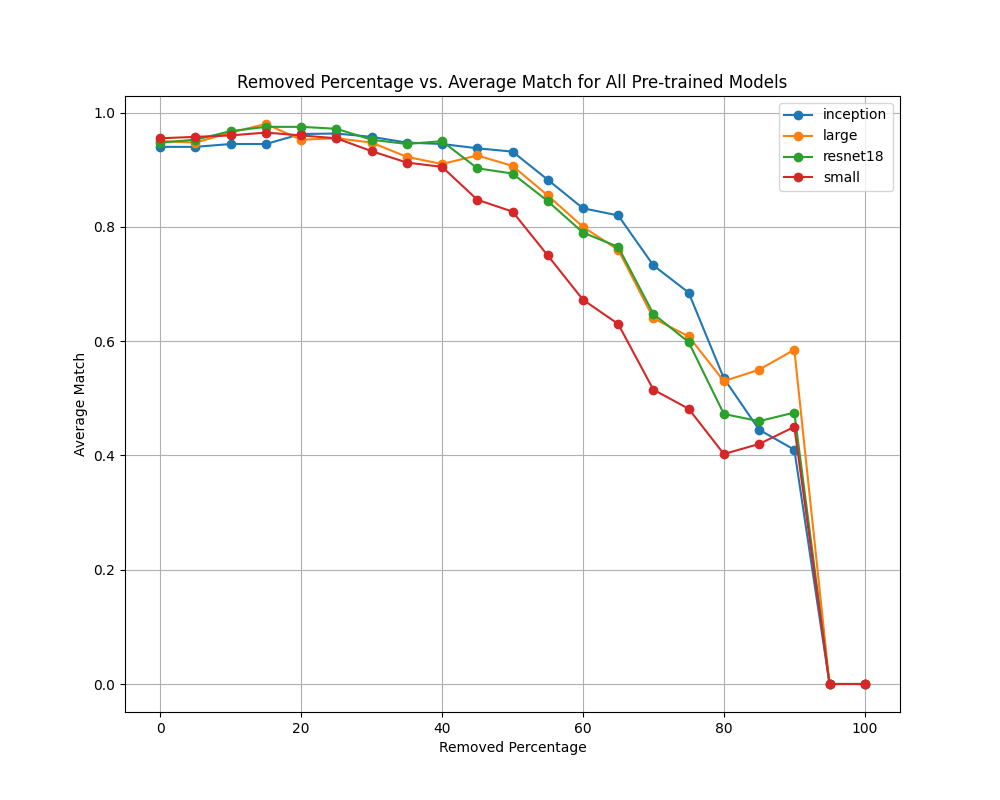 Removed Percentage vs. Average Match for All Pre-trained Models
inception
large
resnet18
small
1.0
0.8
0.6
0.4
0.2
0.0
Average Match
0 20 40 60 80 100
Removed Percentage